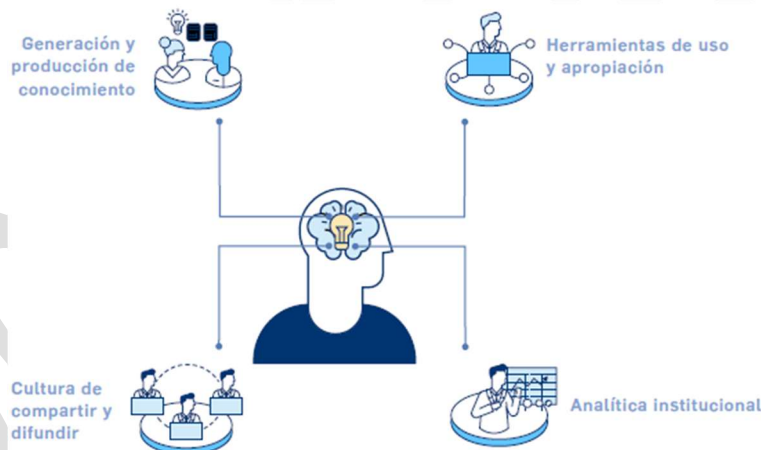 Generación y
producción de
conocimiento
Herramientas de uso
y apropiación
Cultura de
compartir y
difundir
Analítica institucional